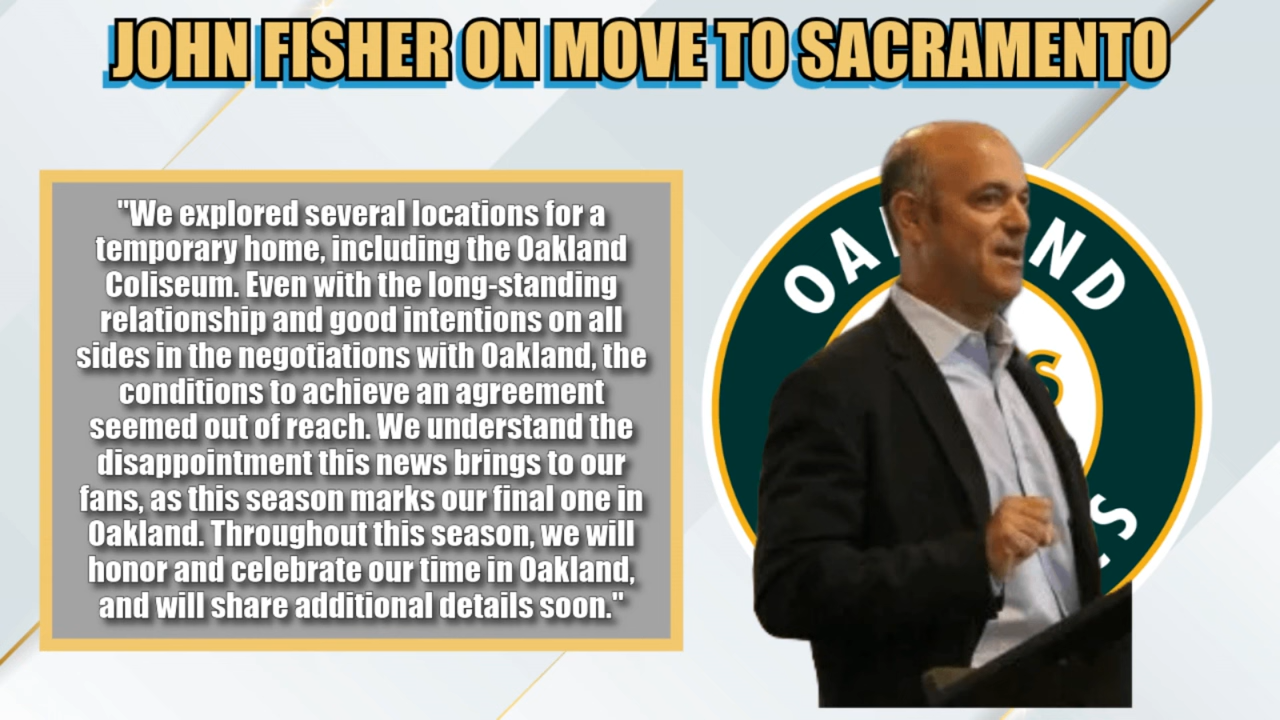 JOHN FISHER ON MOVE TO SACRAMENTO
"We explored several locations for a
temporary home, including the Oakland
Coliseum. Even with the long-standing
relationship and good intentions on all
sides in the negotiations with Oakland, the
conditions to achieve an agreement
seemed out of reach. We understand the
disappointment this news brings to our
fans, as this season marks our final one in
Oakland. Throughout this season, we will
honor and celebrate our time in Oakland,
and will share additional details soon."